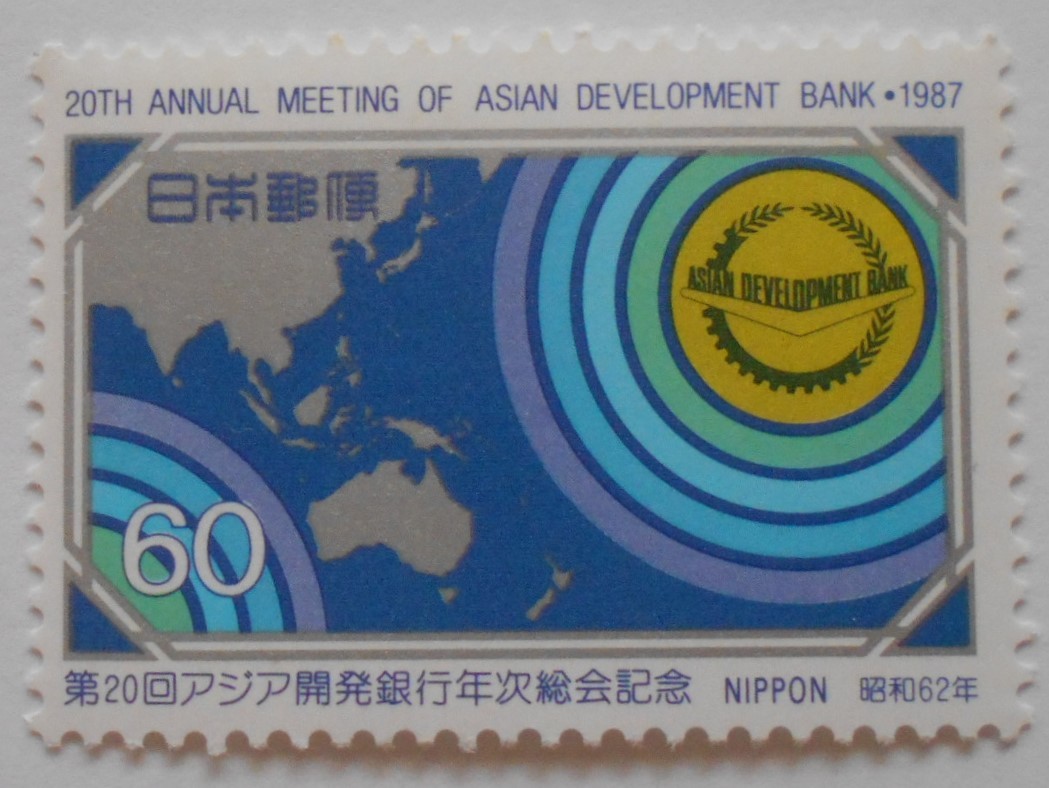 20TH ANNUAL MEETING OF ASIAN DEVELOPMENT BANK•1987
日本郵便
ASIAN DEVELOPMENT BANK
60
第20回アジア開発銀行年次総会記念 NIPPON 昭和62年